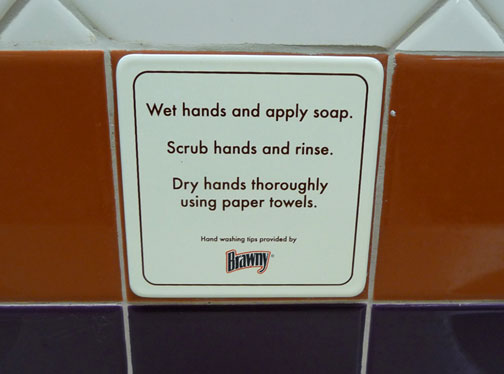 Wet hands and apply soap.
Scrub hands and rinse.
Dry hands thoroughly
using paper towels.
Hand washing tips provided by
Brawny®